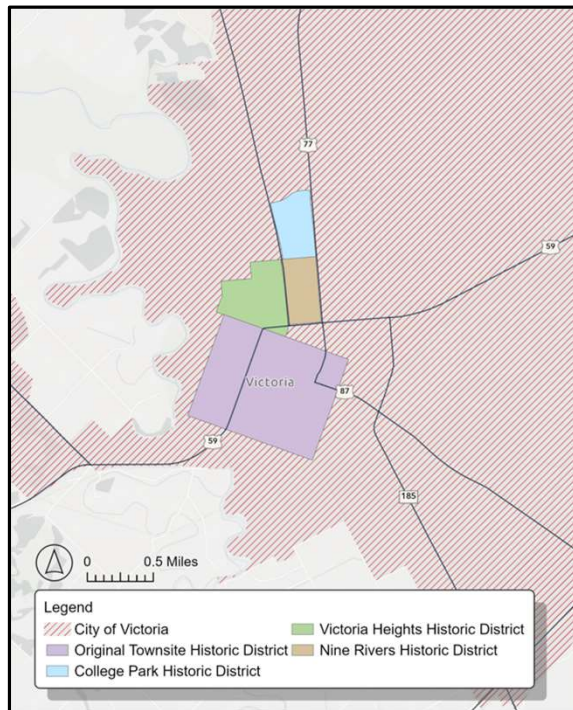 77
59
Victoria
87
59
185
0 0.5 Miles
Legend
City of Victoria
Victoria Heights Historic District
Original Townsite Historic District
Nine Rivers Historic District
College Park Historic District